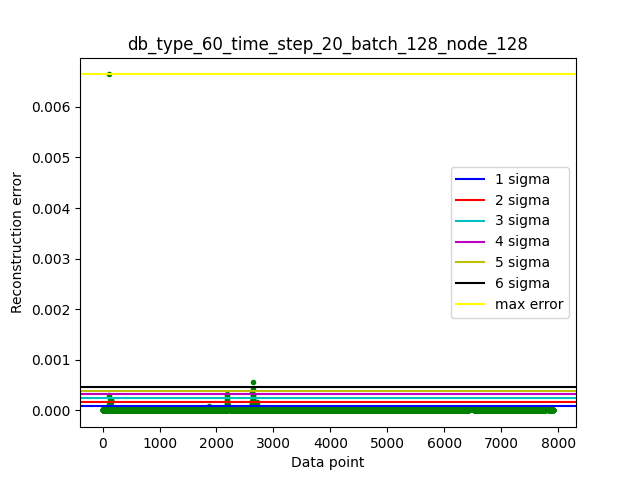 db_type_60_time_step_20_batch_128_node_128
Reconstruction error
0.006
0.005
0.004
0.003
0.002
0.001
0.000
1 sigma
2 sigma
3 sigma
4 sigma
5 sigma
6 sigma
max error
0 1000 2000 3000 4000 5000 6000 7000 8000
Data point